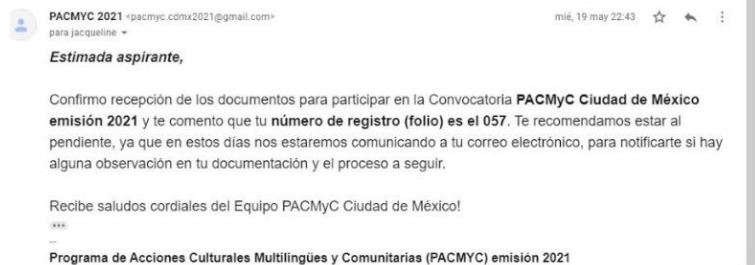 PACMYC 2021 <pacmyc.cdmx2021@gmail.com>
mié, 19 may 22:43
para jacqueline
Estimada aspirante,
Confirmo recepción de los documentos para participar en la Convocatoria PACMyC Ciudad de México
emisión 2021 y te comento que tu número de registro (folio) es el 057. Te recomendamos estar al
pendiente, ya que en estos días nos estaremos comunicando a tu correo electrónico, para notificarte si hay
alguna observación en tu documentación y el proceso a seguir.
Recibe saludos cordiales del Equipo PACMyC Ciudad de México!
...
--
Programa de Acciones Culturales Multilingües y Comunitarias (PACMYC) emisión 2021